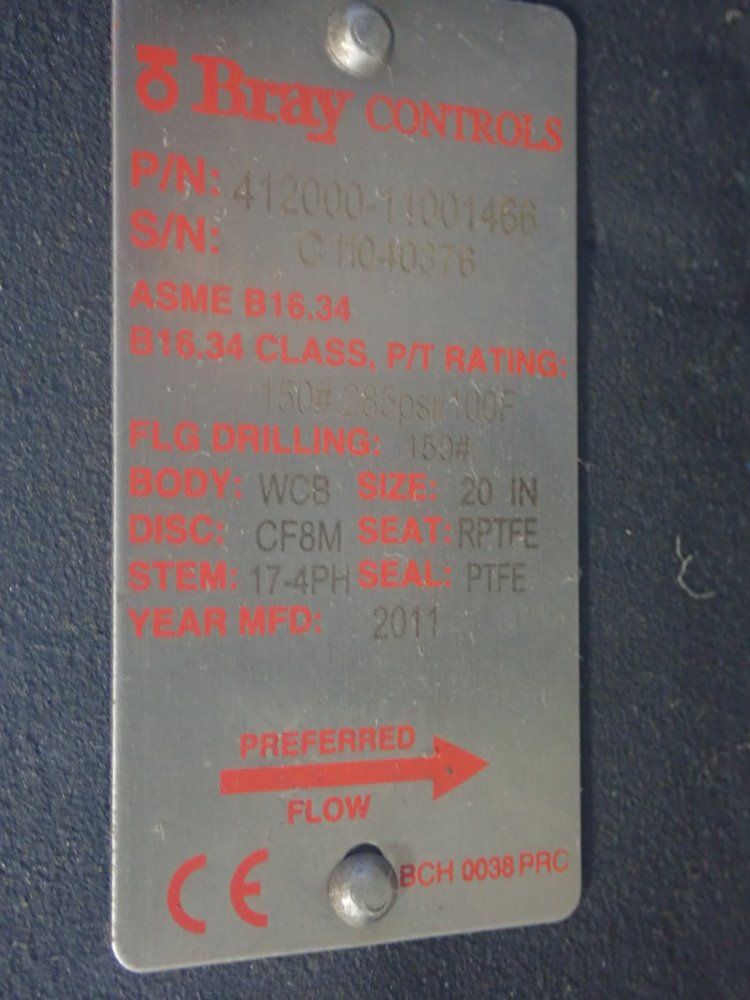 Bray CONTROLS
P/N: 412000-11001466
S/N: C11040376
ASME B16.34
B16.34 CLASS, P/T RATING:
150# 285psi/100F
FLG DRILLING: 150#
BODY: WCB SIZE: 20 IN
DISC: CF8M SEAT: RPTFE
STEM: 17-4PH SEAL: PTFE
YEAR MFD: 2011
PREFERRED
FLOW
CE
BCH 0038 PRC